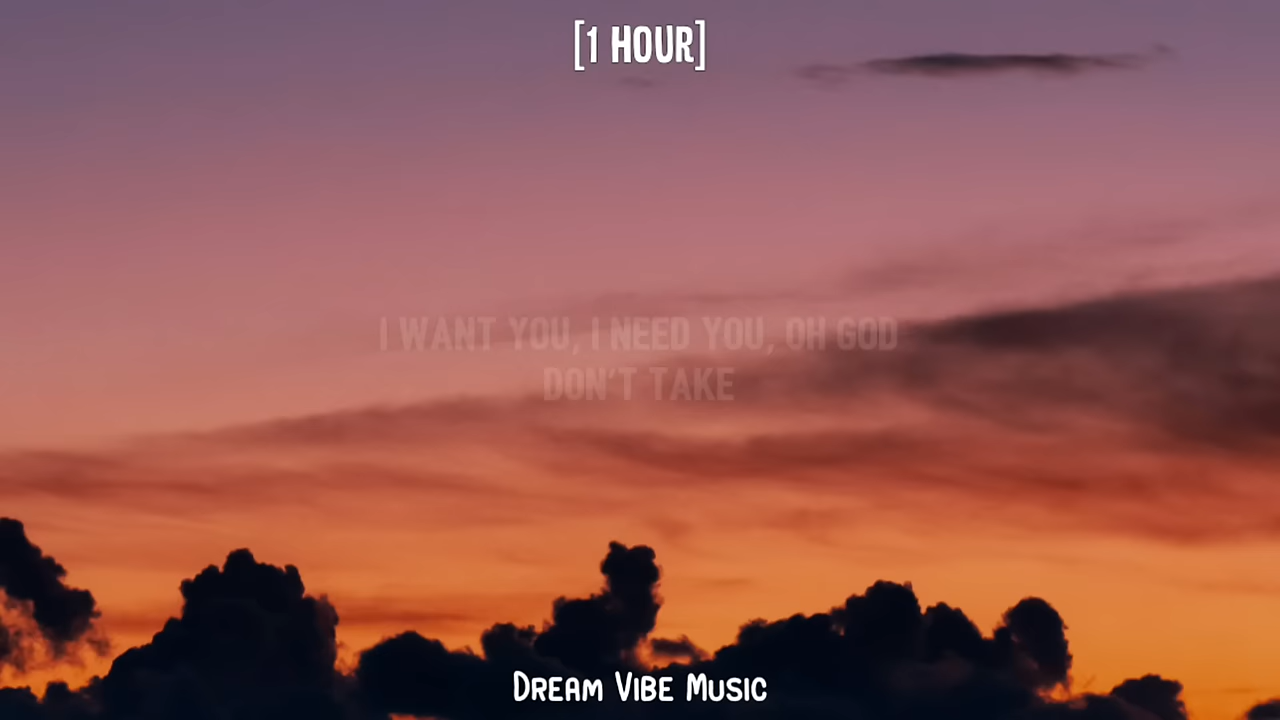 [1 HOUR]
I WANT YOU, I NEED YOU, OH GOD
DON'T TAKE
DREAM VIBE MUSIC